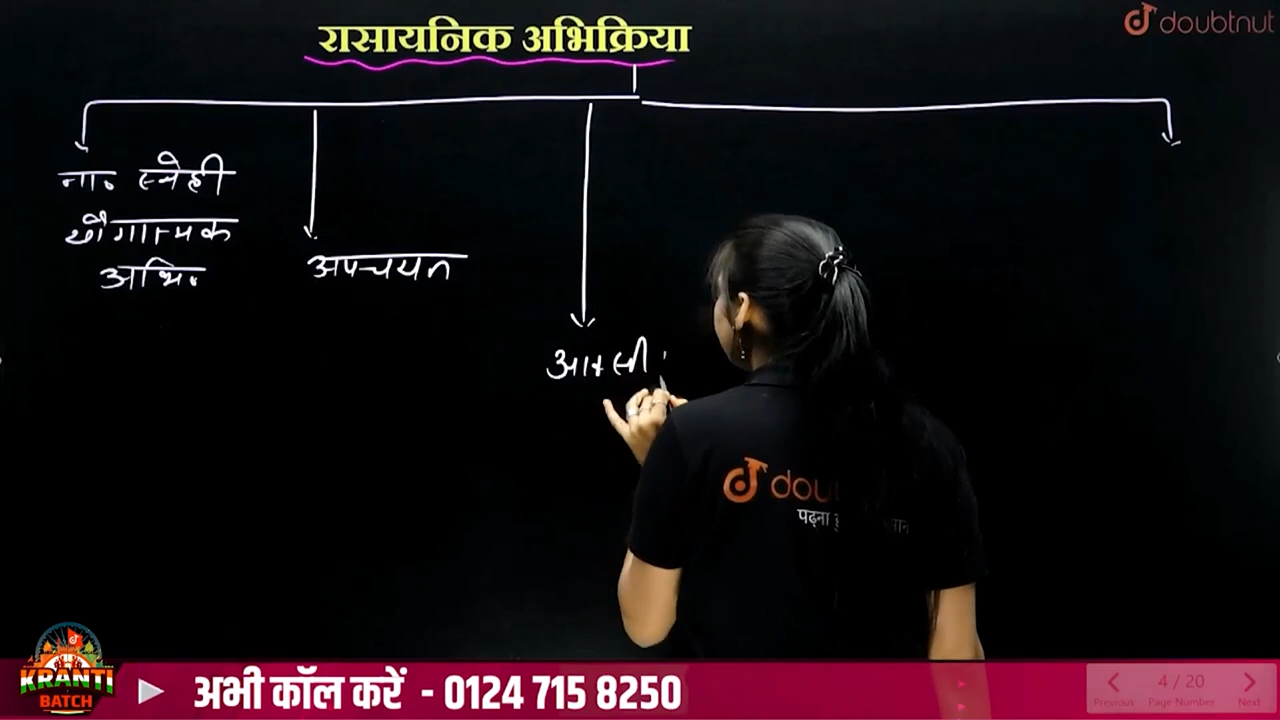 रासायनिक अभिक्रिया
doubtnut
ना० स्नेही
यौगात्मक
अभि०
अपचयन
आक्सी
dou
पढ़ना
KRANTI
BATCH
अभी कॉल करें - 0124 715 8250
4 / 20
Previous Page Number Next